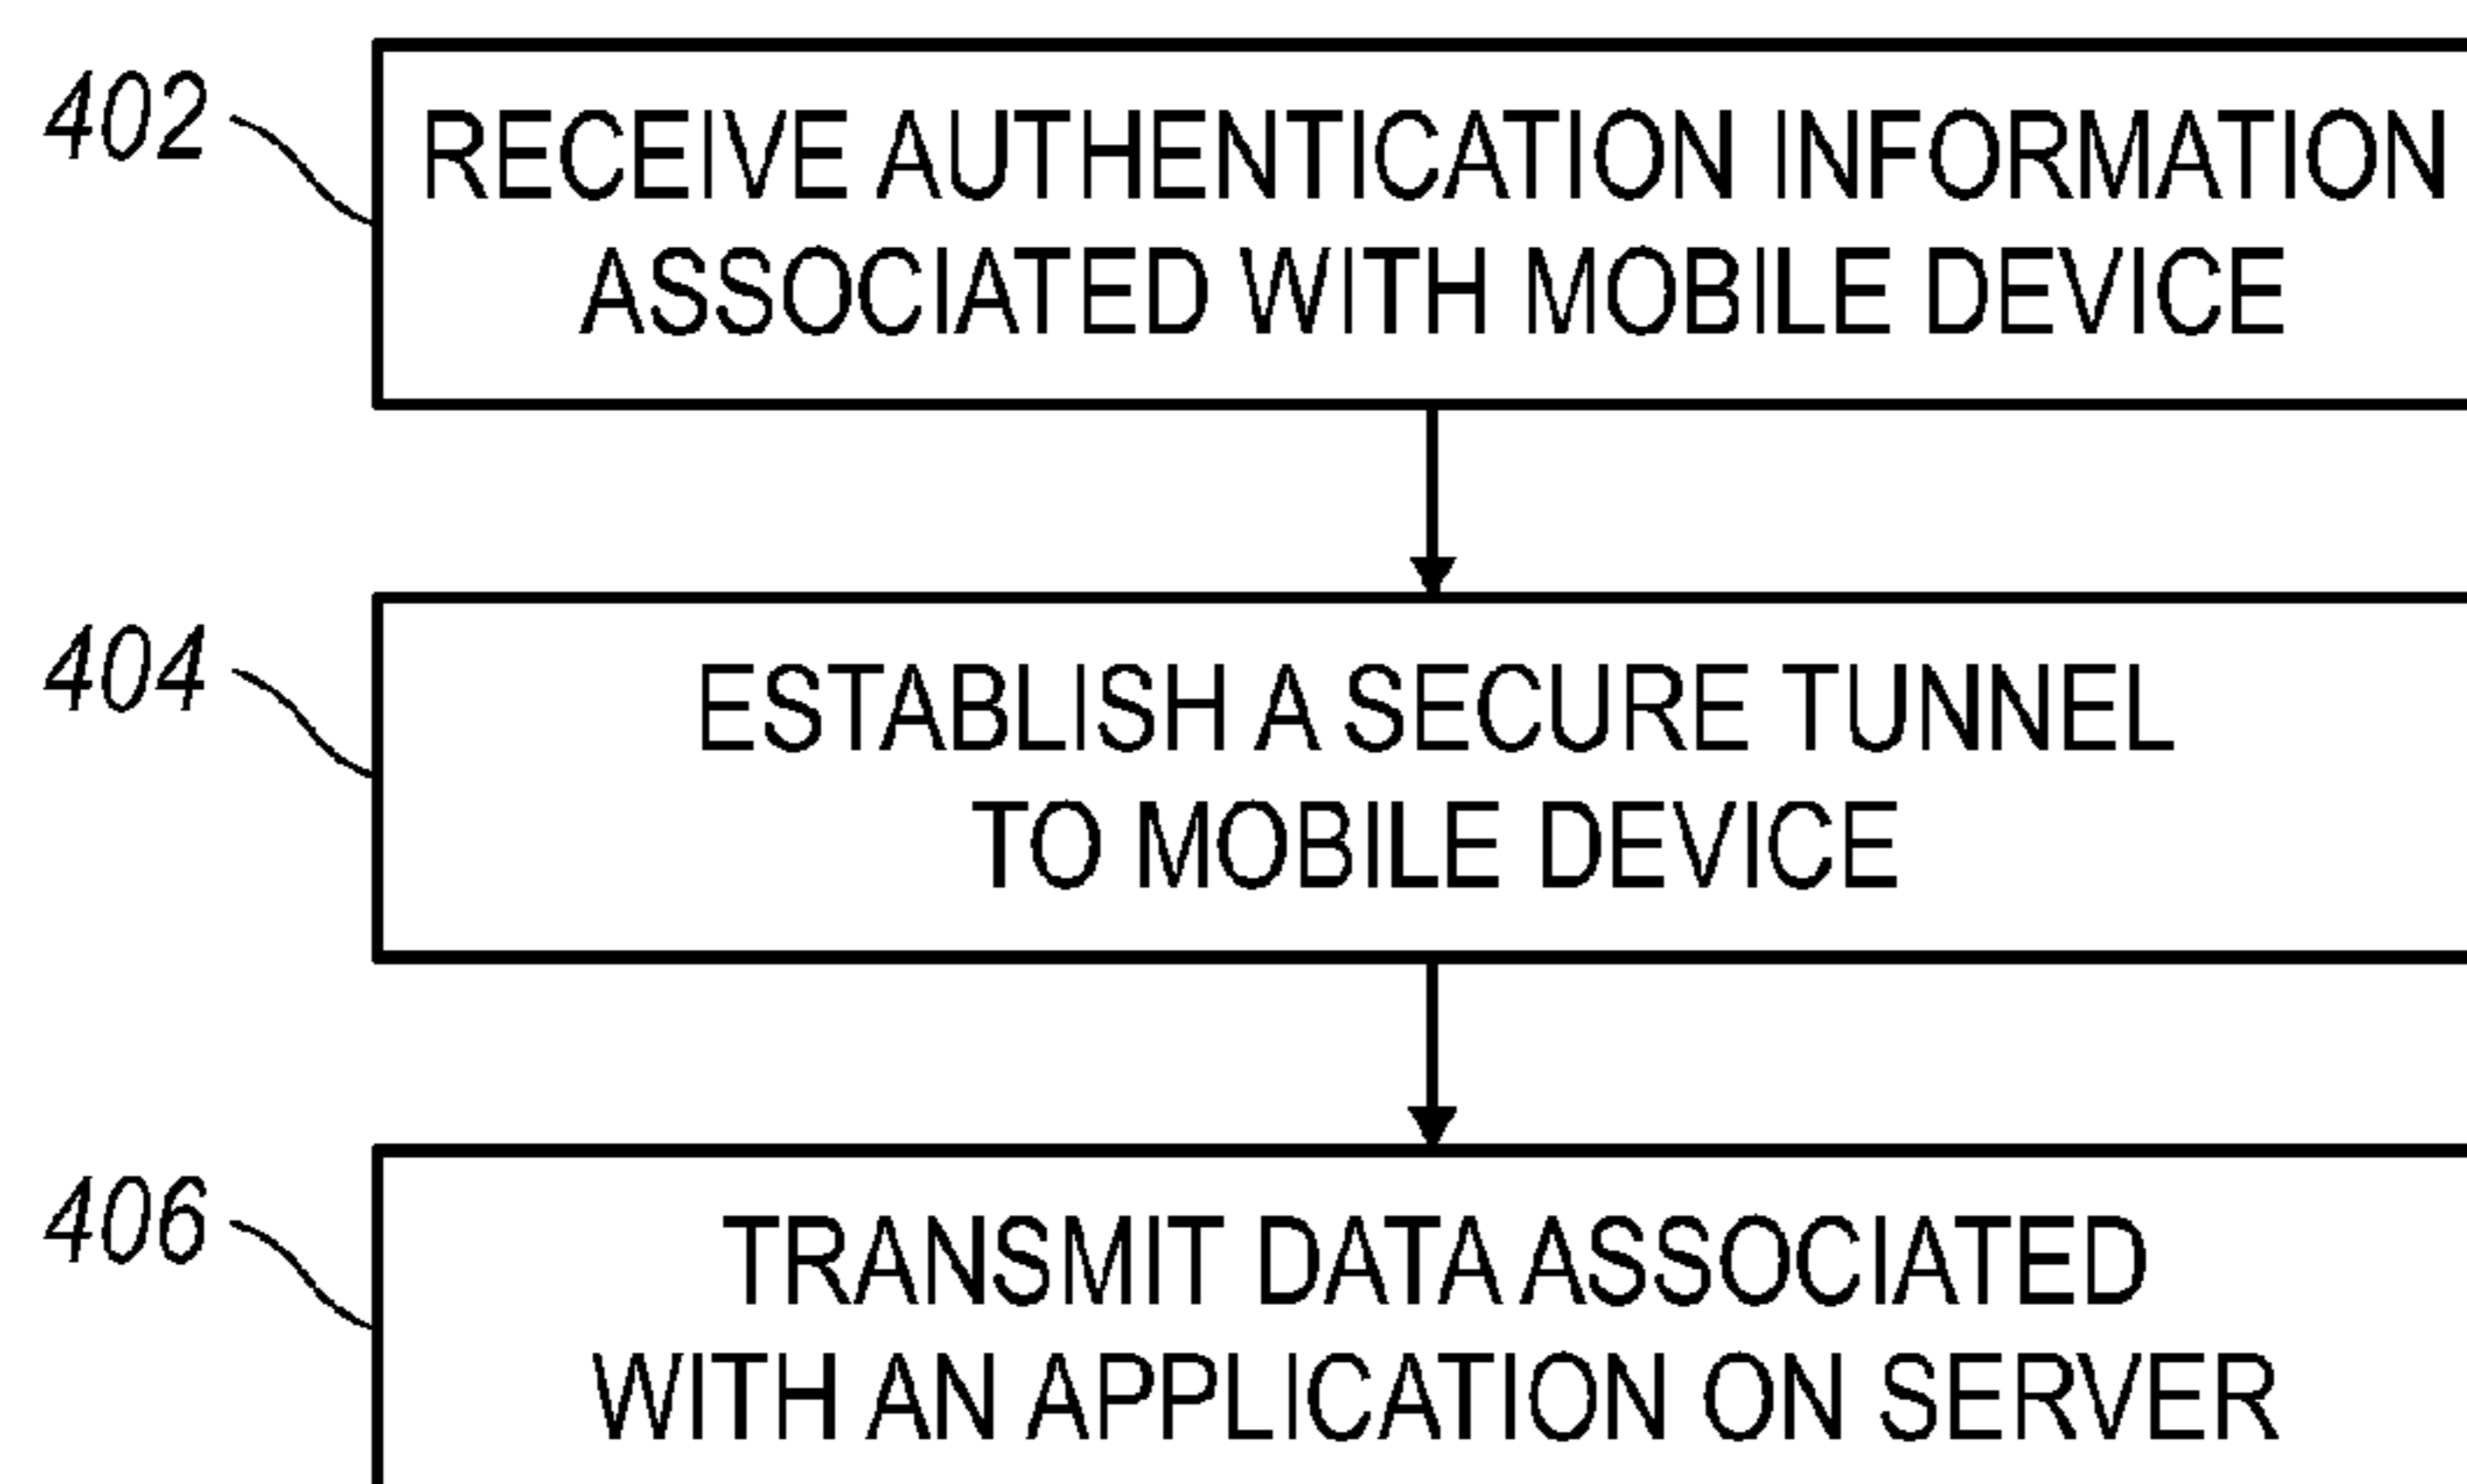 402
RECEIVE AUTHENTICATION INFORMATION
ASSOCIATED WITH MOBILE DEVICE
404
ESTABLISH A SECURE TUNNEL
TO MOBILE DEVICE
406
TRANSMIT DATA ASSOCIATED
WITH AN APPLICATION ON SERVER